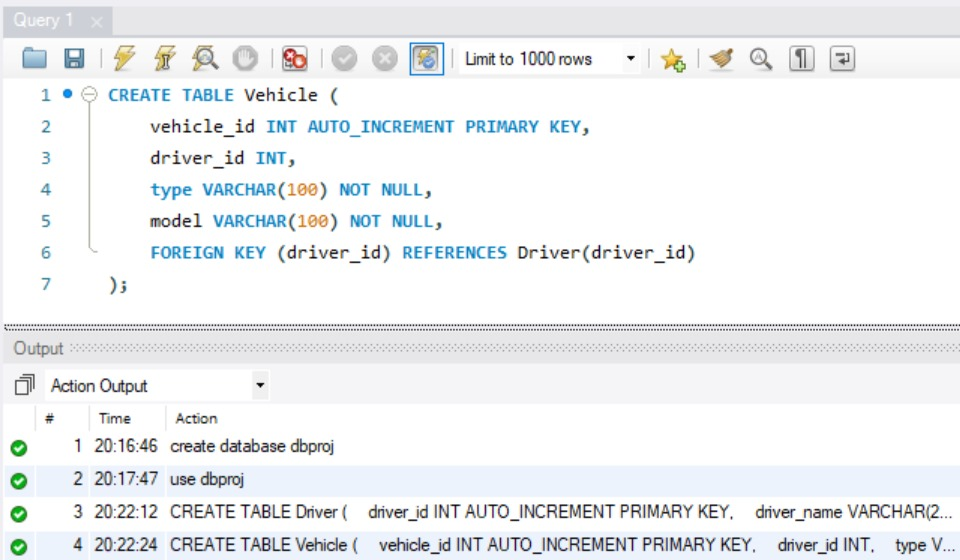 Query 1
Limit to 1000 rows
1 CREATE TABLE Vehicle (
2 vehicle_id INT AUTO_INCREMENT PRIMARY KEY,
3 driver_id INT,
4 type VARCHAR(100) NOT NULL,
5 model VARCHAR(100) NOT NULL,
6 FOREIGN KEY (driver_id) REFERENCES Driver(driver_id)
7 );
Output
Action Output
# Time Action
1 20:16:46 create database dbproj
2 20:17:47 use dbproj
3 20:22:12 CREATE TABLE Driver ( driver_id INT AUTO_INCREMENT PRIMARY KEY, driver_name VARCHAR(2...
4 20:22:24 CREATE TABLE Vehicle ( vehicle_id INT AUTO_INCREMENT PRIMARY KEY, driver_id INT, type V...